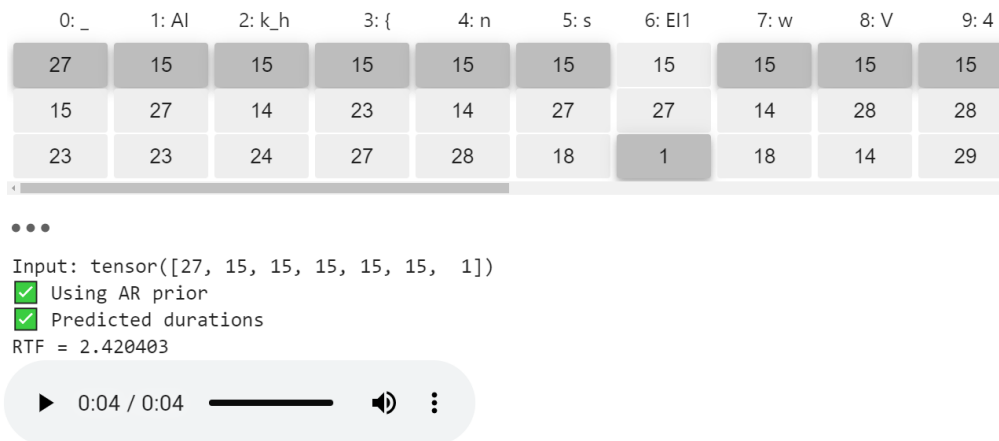 0: _ 1: AI 2: k_h 3: { 4: n 5: s 6: EI1 7: w 8: V 9: 4
27 15 15 15 15 15 15 15 15 15
15 27 14 23 14 27 27 14 28 28
23 23 24 27 28 18 1 18 14 29
Input: tensor([27, 15, 15, 15, 15, 15,  1])
✅ Using AR prior
✅ Predicted durations
RTF = 2.420403
0:04 / 0:04